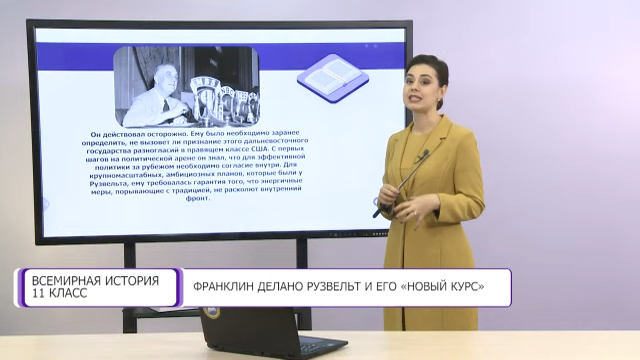 Он действовал осторожно. Ему было необходимо заранее
определить, не вызовет ли признание этого дальневосточного
государства разногласий в правящем классе США. С первых
шагов на политической арене он знал, что для эффективной
политики за рубежом необходимо согласие внутри. Для
крупномасштабных, амбициозных планов, которые были у
Рузвельта, ему требовалась гарантия того, что энергичные
меры, порывающие с традицией, не расколют внутренний
фронт.
ВСЕМИРНАЯ ИСТОРИЯ
11 КЛАСС
ФРАНКЛИН ДЕЛАНО РУЗВЕЛЬТ И ЕГО «НОВЫЙ КУРС»